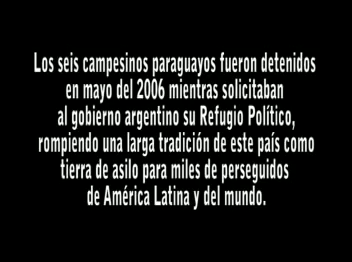 Los seis campesinos paraguayos fueron detenidos
en mayo del 2006 mientras solicitaban
al gobierno argentino su Refugio Político,
rompiendo una larga tradición de este país como
tierra de asilo para miles de perseguidos
de América Latina y del mundo.